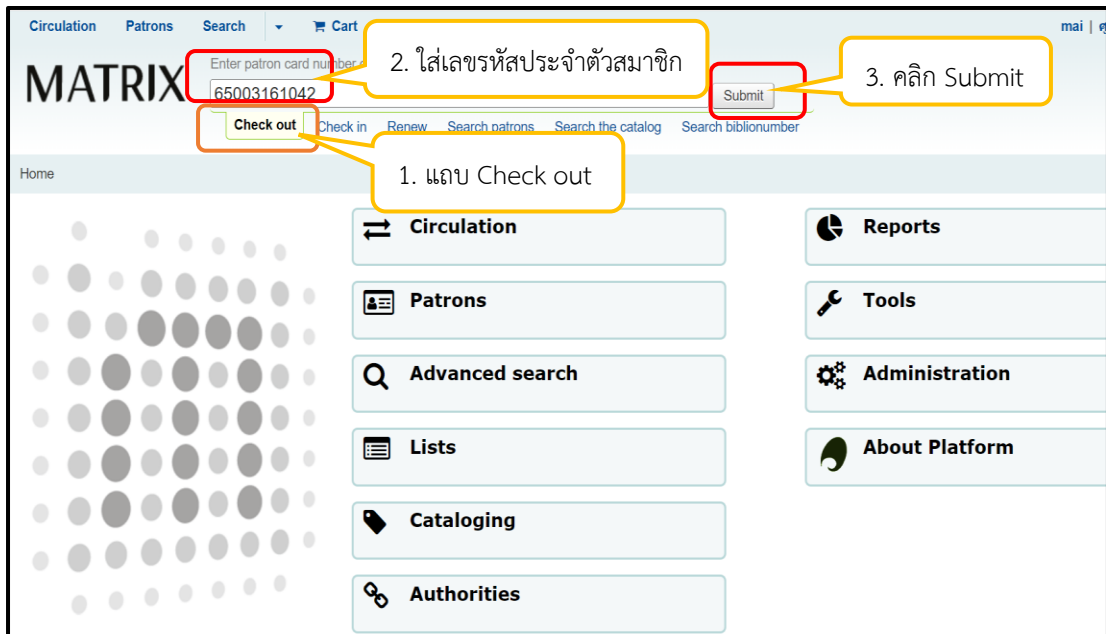 Circulation Patrons Search Cart mai |
Enter patron card number
MATRIX
65003161042
Submit
2. ใส่เลขรหัสประจำตัวสมาชิก
3. คลิก Submit
Check out Check in Renew Search patrons Search the catalog Search biblionumber
1. แถบ Check out
Home
Circulation
Reports
Patrons
Tools
Advanced search
Administration
Lists
About Platform
Cataloging
Authorities